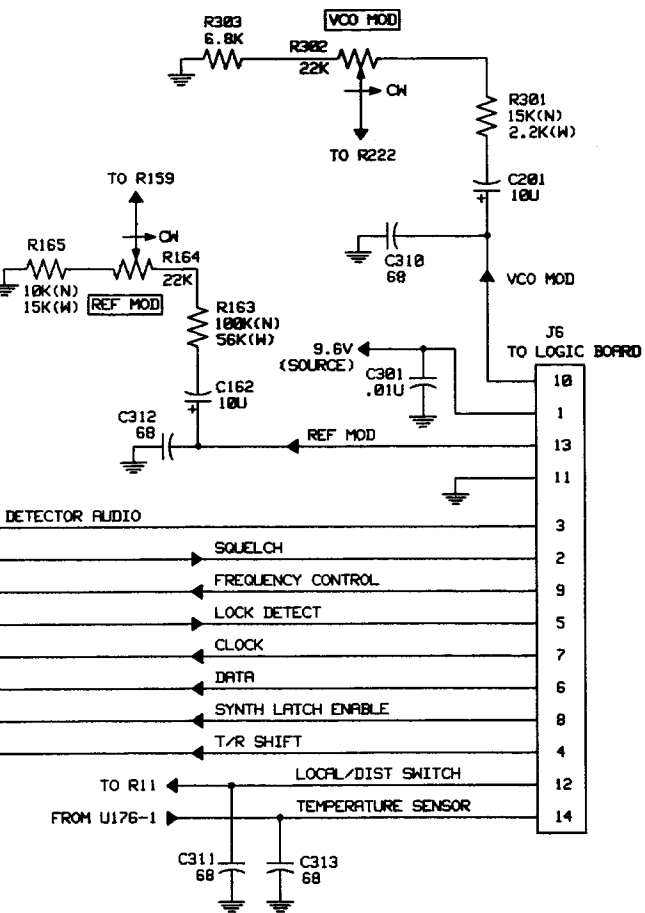 R303
6.8K
VCO MOD
R302
22K
CW
TO R222
R301
15K(N)
2.2K(W)
C201
+ 10U
TO R159
CW
R165
10K(N)
15K(W)
R164
22K
REF MOD
R163
100K(N)
56K(W)
C162
+ 10U
C310
68
VCO MOD
J6
TO LOGIC BOARD
9.6V
(SOURCE)
C301
.01U
C312
68
REF MOD
10
1
13
11
DETECTOR AUDIO 3
SQUELCH 2
FREQUENCY CONTROL 9
LOCK DETECT 5
CLOCK 7
DATA 6
SYNTH LATCH ENABLE 8
T/R SHIFT 4
TO R11 LOCAL/DIST SWITCH 12
FROM U176-1 TEMPERATURE SENSOR 14
C311
68
C313
68